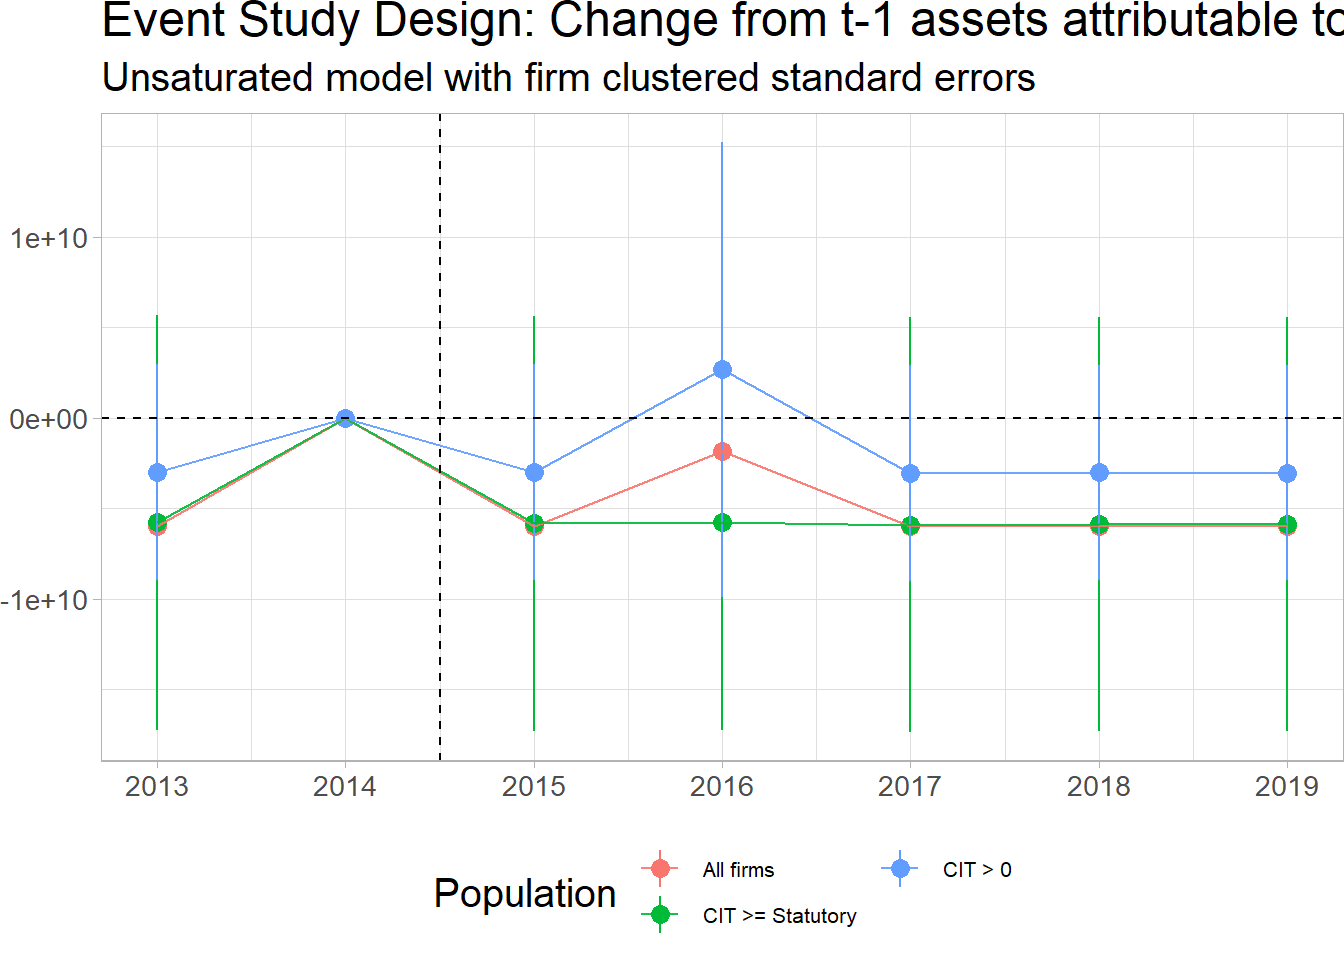 Event Study Design: Change from t-1 assets attributable to
Unsaturated model with firm clustered standard errors
1e+10
0e+00
-1e+10
2013 2014 2015 2016 2017 2018 2019
Population
All firms
CIT >= Statutory
CIT > 0